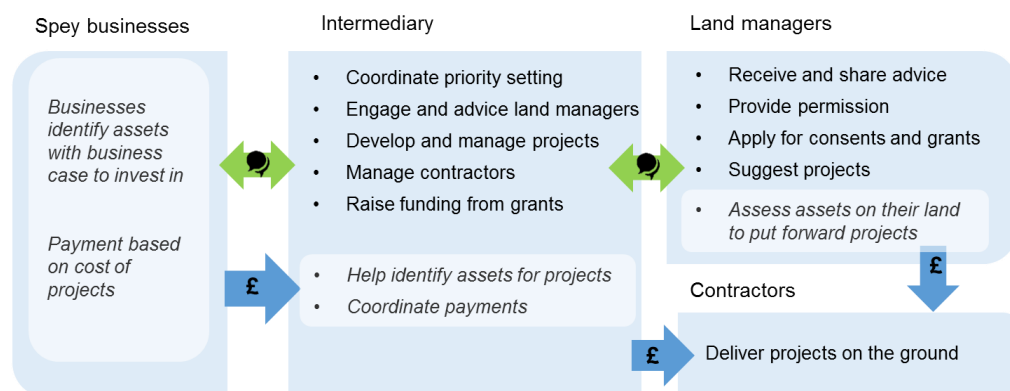 Spey businesses
Businesses
identify assets
with business
case to invest in
Payment based
on cost of
projects
£
Intermediary
• Coordinate priority setting
• Engage and advice land managers
• Develop and manage projects
• Manage contractors
• Raise funding from grants
• Help identify assets for projects
• Coordinate payments
£
Land managers
• Receive and share advice
• Provide permission
• Apply for consents and grants
• Suggest projects
• Assess assets on their land
to put forward projects
£
Contractors
Deliver projects on the ground